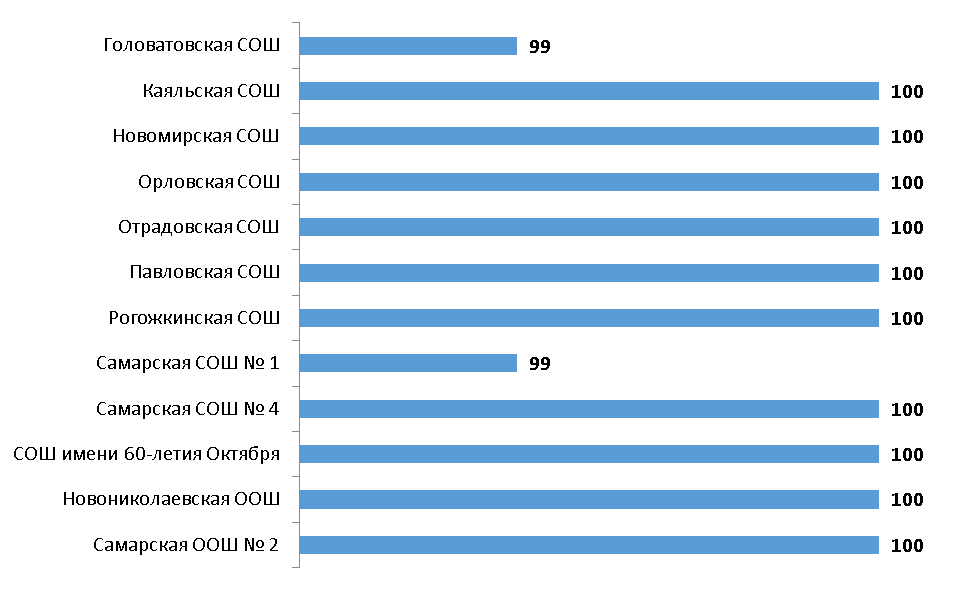 Головатовская СОШ 99
Каяльская СОШ 100
Новомирская СОШ 100
Орловская СОШ 100
Отрадовская СОШ 100
Павловская СОШ 100
Рогожкинская СОШ 100
Самарская СОШ № 1 99
Самарская СОШ № 4 100
СОШ имени 60-летия Октября 100
Новониколаевская ООШ 100
Самарская ООШ № 2 100